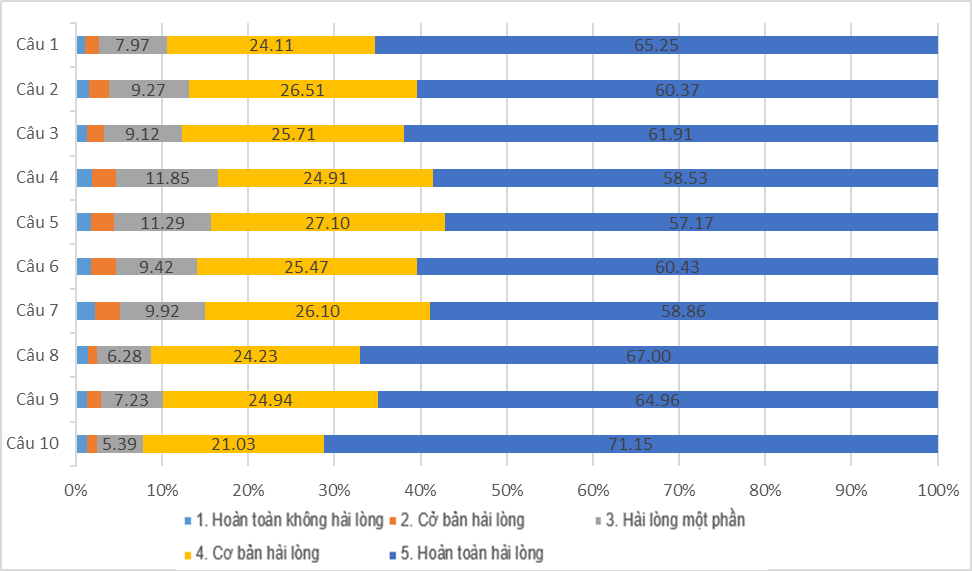 Câu 1 7.97 24.11 65.25
Câu 2 9.27 26.51 60.37
Câu 3 9.12 25.71 61.91
Câu 4 11.85 24.91 58.53
Câu 5 11.29 27.10 57.17
Câu 6 9.42 25.47 60.43
Câu 7 9.92 26.10 58.86
Câu 8 6.28 24.23 67.00
Câu 9 7.23 24.94 64.96
Câu 10 5.39 21.03 71.15
0% 10% 20% 30% 40% 50% 60% 70% 80% 90% 100%
1. Hoàn toàn không hài lòng 2. Cở bản hài lòng 3. Hài lòng một phần
4. Cơ bản hài lòng 5. Hoàn toàn hài lòng